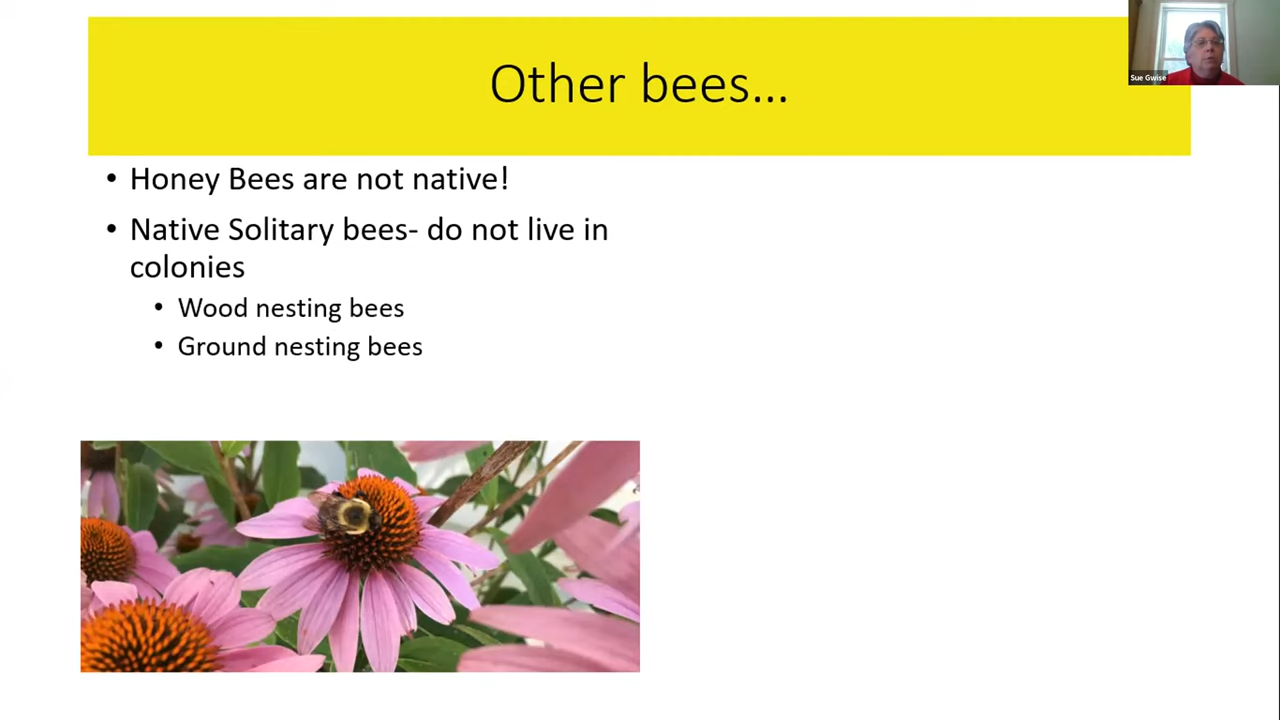 Other bees...
Sue Gwise
• Honey Bees are not native!
• Native Solitary bees- do not live in
colonies
• Wood nesting bees
• Ground nesting bees